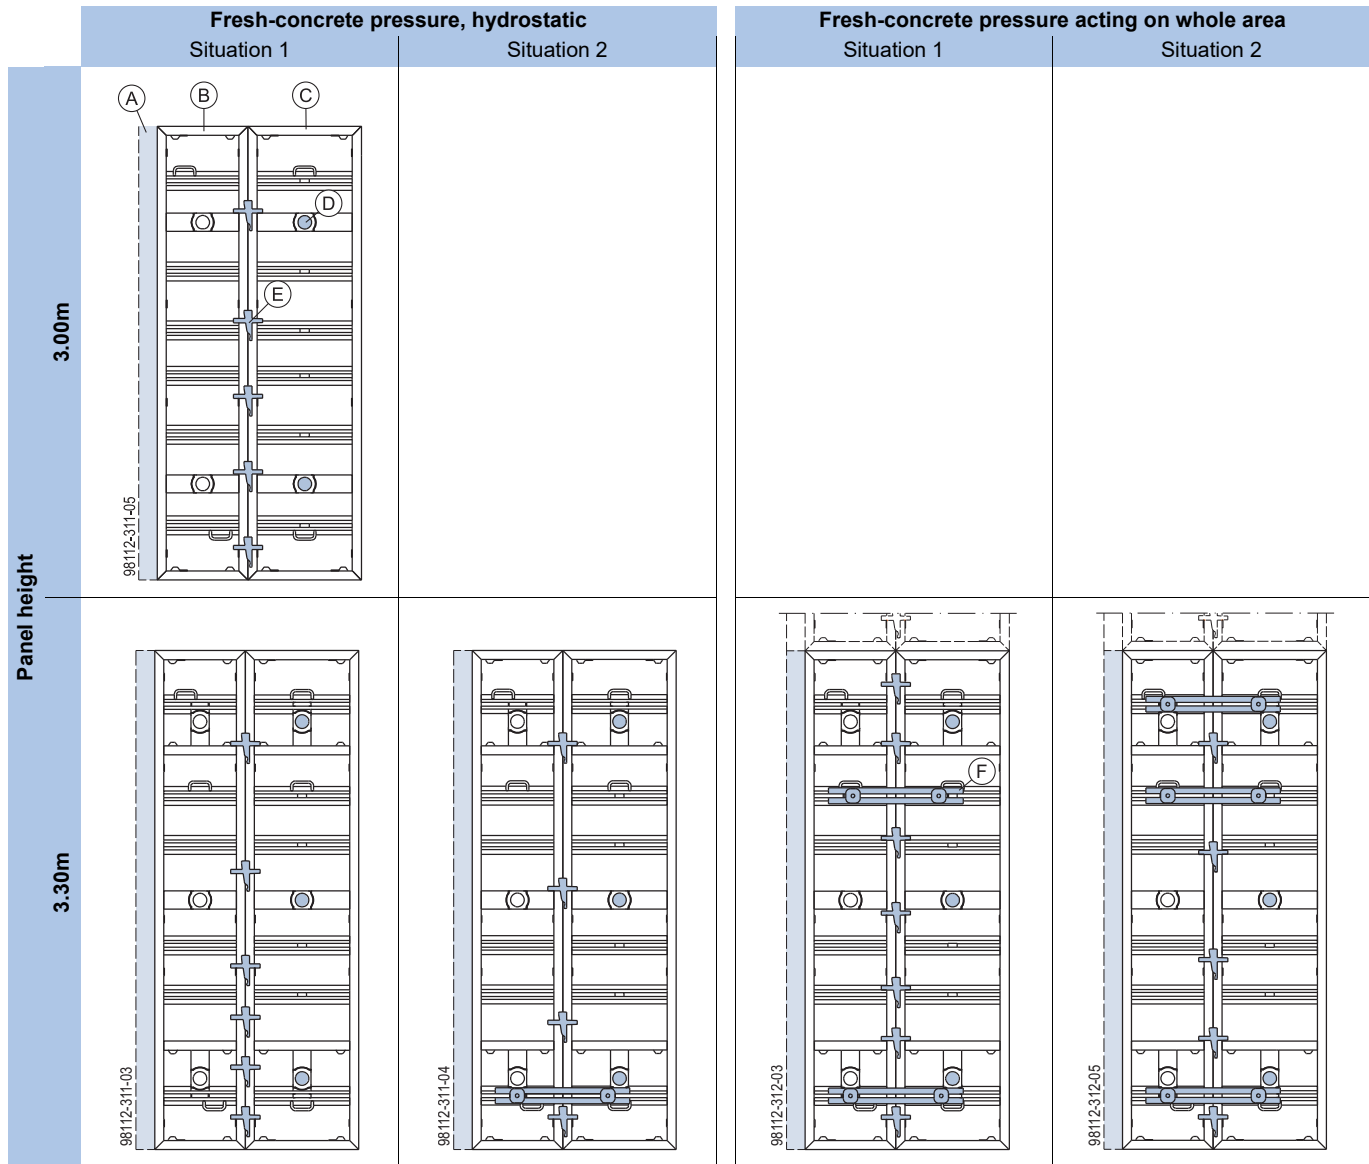 Fresh-concrete pressure, hydrostatic
Fresh-concrete pressure acting on whole area
Situation 1
Situation 2
Situation 1
Situation 2
Panel height
3.00m
A
B
C
D
E
98112-311-05
3.30m
98112-311-03
98112-311-04
F
98112-312-03
98112-312-05